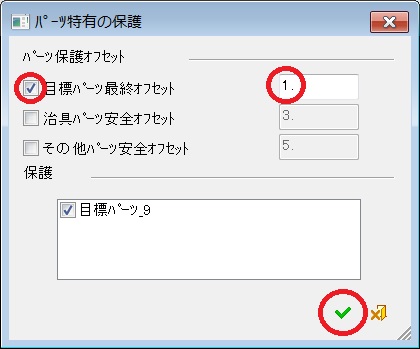 ﾊﾟｰﾂ特有の保護
ﾊﾟｰﾂ保護ｵﾌｾｯﾄ
目標ﾊﾟｰﾂ最終ｵﾌｾｯﾄ 1.
治具ﾊﾟｰﾂ安全ｵﾌｾｯﾄ 3.
その他ﾊﾟｰﾂ安全ｵﾌｾｯﾄ 5.
保護
目標ﾊﾟｰﾂ_9